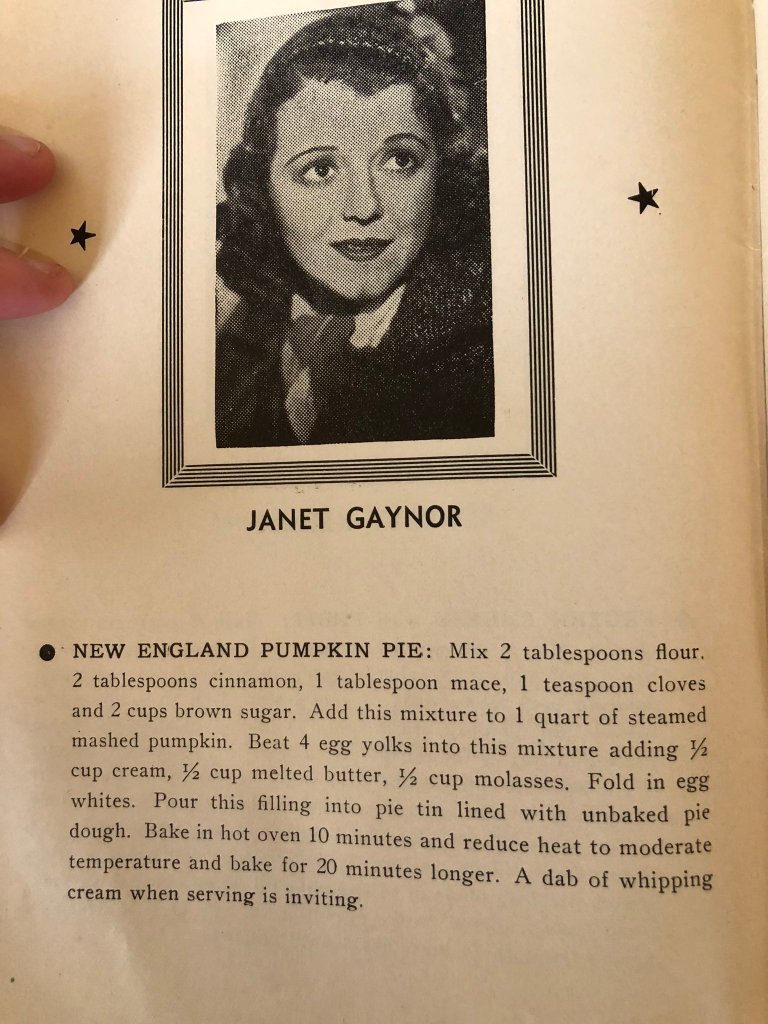 JANET GAYNOR
● NEW ENGLAND PUMPKIN PIE: Mix 2 tablespoons flour.
2 tablespoons cinnamon, 1 tablespoon mace, 1 teaspoon cloves
and 2 cups brown sugar. Add this mixture to 1 quart of steamed
mashed pumpkin. Beat 4 egg yolks into this mixture adding ½
cup cream, ½ cup melted butter, ½ cup molasses. Fold in egg
whites. Pour this filling into pie tin lined with unbaked pie
dough. Bake in hot oven 10 minutes and reduce heat to moderate
temperature and bake for 20 minutes longer. A dab of whipping
cream when serving is inviting.